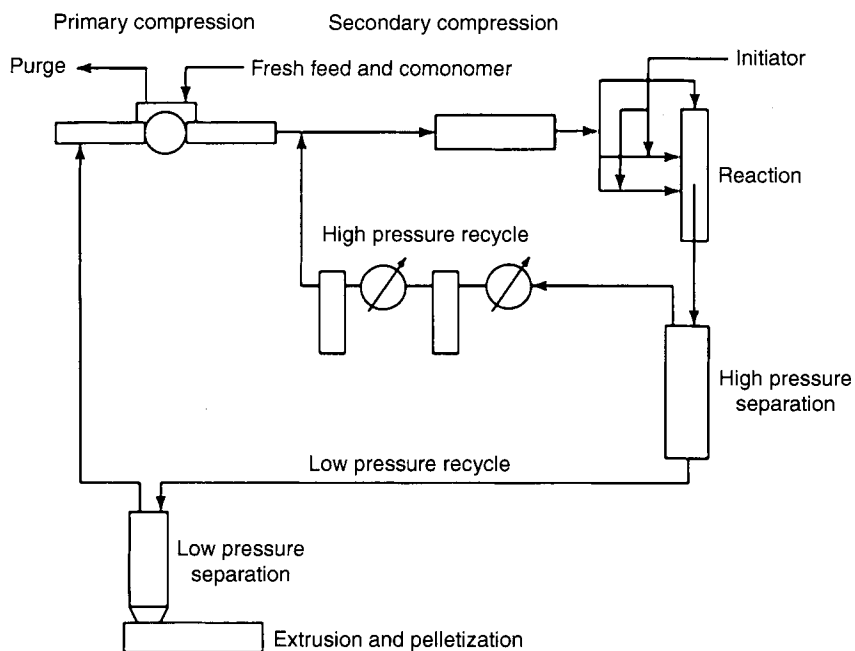 Primary compression
Secondary compression
Purge
Fresh feed and comonomer
Initiator
Reaction
High pressure recycle
High pressure
separation
Low pressure recycle
Low pressure
separation
Extrusion and pelletization